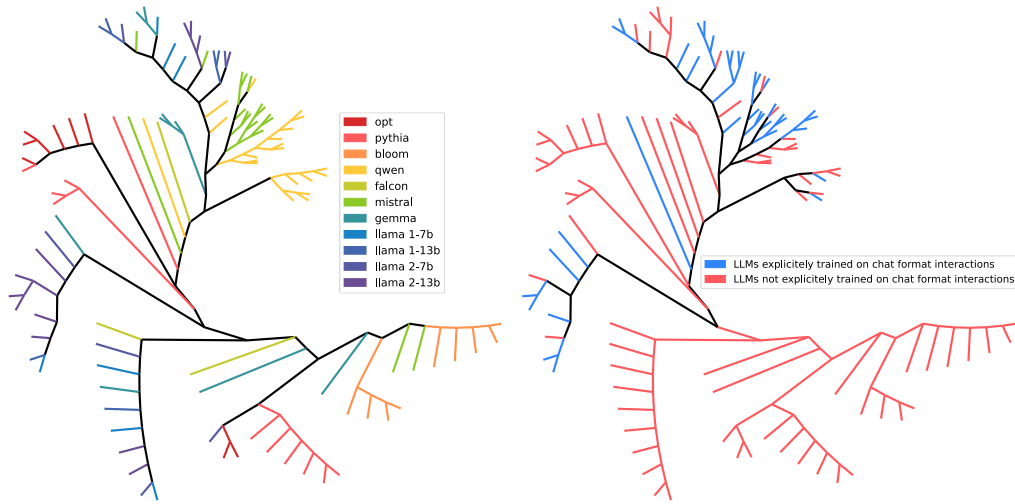 opt
pythia
bloom
qwen
falcon
mistral
gemma
llama 1-7b
llama 1-13b
llama 2-7b
llama 2-13b
LLMs explicitely trained on chat format interactions
LLMs not explicitely trained on chat format interactions